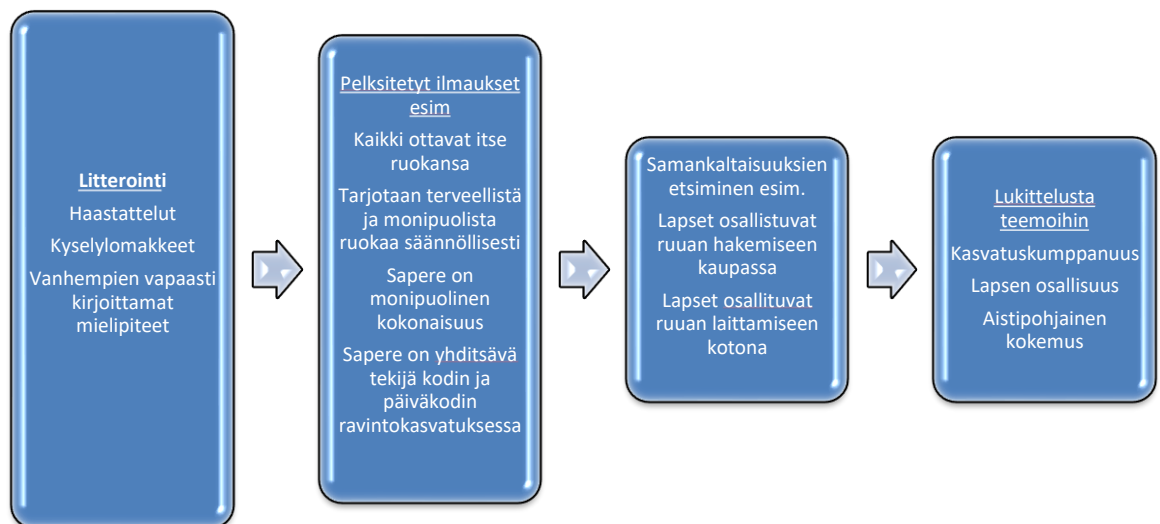 Litterointi
Haastattelut
Kyselylomakkeet
Vanhempien vapaasti
kirjoittamat
mielipiteet
Pelksitetyt ilmaukset
esim
Kaikki ottavat itse
ruokansa
Tarjotaan terveellistä
ja monipuolista
ruokaa säännöllisesti
Sapere on
monipuolinen
kokonaisuus
Sapere on yhditsävä
tekijä kodin ja
päiväkodin
ravintokasvatuksessa
Samankaltaisuuksien
etsiminen esim.
Lapset osallistuvat
ruuan hakemiseen
kaupassa
Lapset osallituvat
ruuan laittamiseen
kotona
Lukittelusta
teemoihin
Kasvatuskumppanuus
Lapsen osallisuus
Aistipohjainen
kokemus